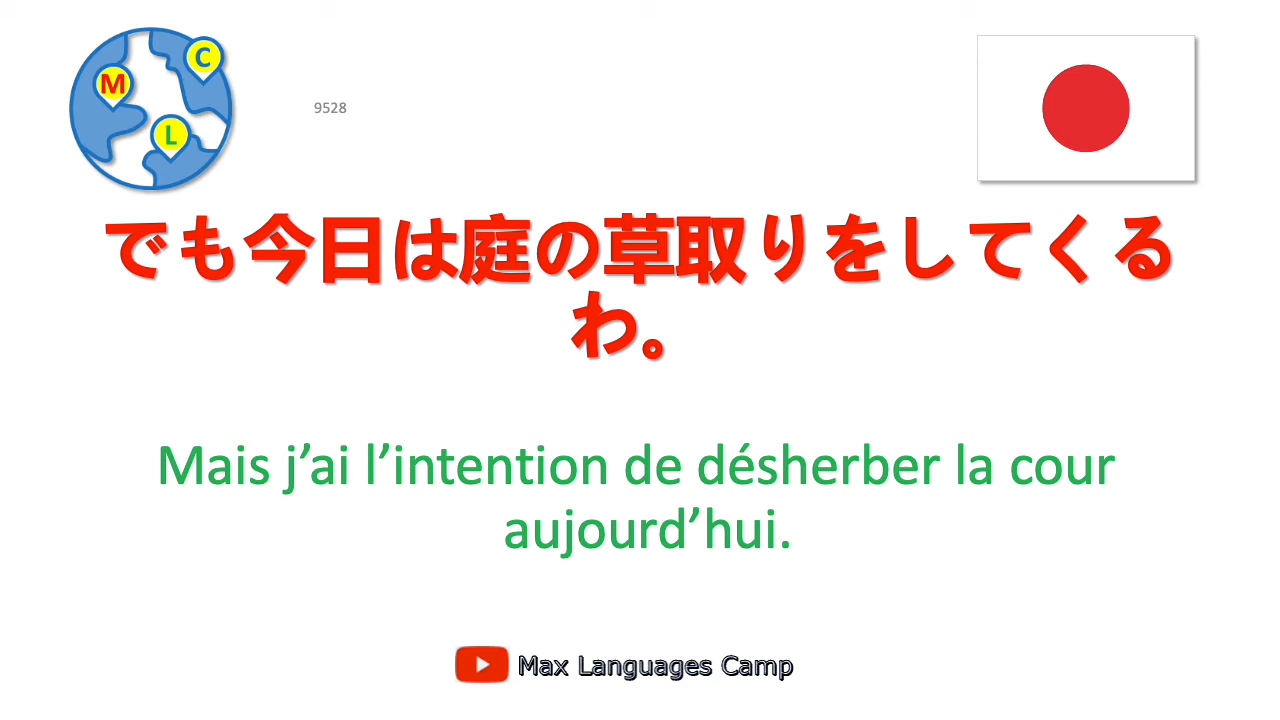 C
M
L
9528
でも今日は庭の草取りをしてくる
わ。
Mais j’ai l’intention de désherber la cour
aujourd’hui.
Max Languages Camp